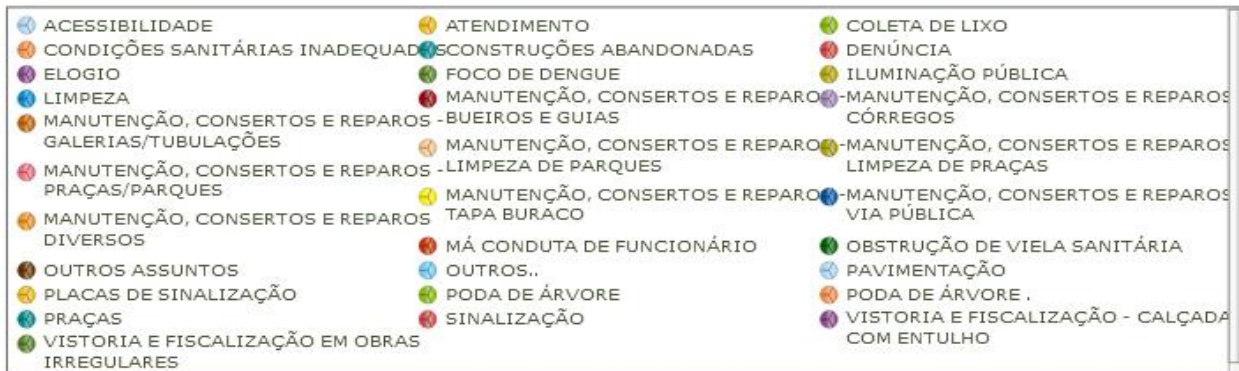 ACESSIBILIDADE
CONDIÇÕES SANITÁRIAS INADEQUADAS
ELOGIO
LIMPEZA
MANUTENÇÃO, CONSERTOS E REPAROS -
GALERIAS/TUBULAÇÕES
MANUTENÇÃO, CONSERTOS E REPAROS -
PRAÇAS/PARQUES
MANUTENÇÃO, CONSERTOS E REPAROS
DIVERSOS
OUTROS ASSUNTOS
PLACAS DE SINALIZAÇÃO
PRAÇAS
VISTORIA E FISCALIZAÇÃO EM OBRAS
IRREGULARES
ATENDIMENTO
CONSTRUÇÕES ABANDONADAS
FOCO DE DENGUE
MANUTENÇÃO, CONSERTOS E REPARO -
BUEIROS E GUIAS
MANUTENÇÃO, CONSERTOS E REPARO -
LIMPEZA DE PARQUES
MANUTENÇÃO, CONSERTOS E REPARO -
TAPA BURACO
MÁ CONDUTA DE FUNCIONÁRIO
OUTROS..
PODA DE ÁRVORE
SINALIZAÇÃO
COLETA DE LIXO
DENÚNCIA
ILUMINAÇÃO PÚBLICA
MANUTENÇÃO, CONSERTOS E REPAROS
CÓRREGOS
MANUTENÇÃO, CONSERTOS E REPAROS
LIMPEZA DE PRAÇAS
MANUTENÇÃO, CONSERTOS E REPAROS
VIA PÚBLICA
OBSTRUÇÃO DE VIELA SANITÁRIA
PAVIMENTAÇÃO
PODA DE ÁRVORE .
VISTORIA E FISCALIZAÇÃO - CALÇADA
COM ENTULHO